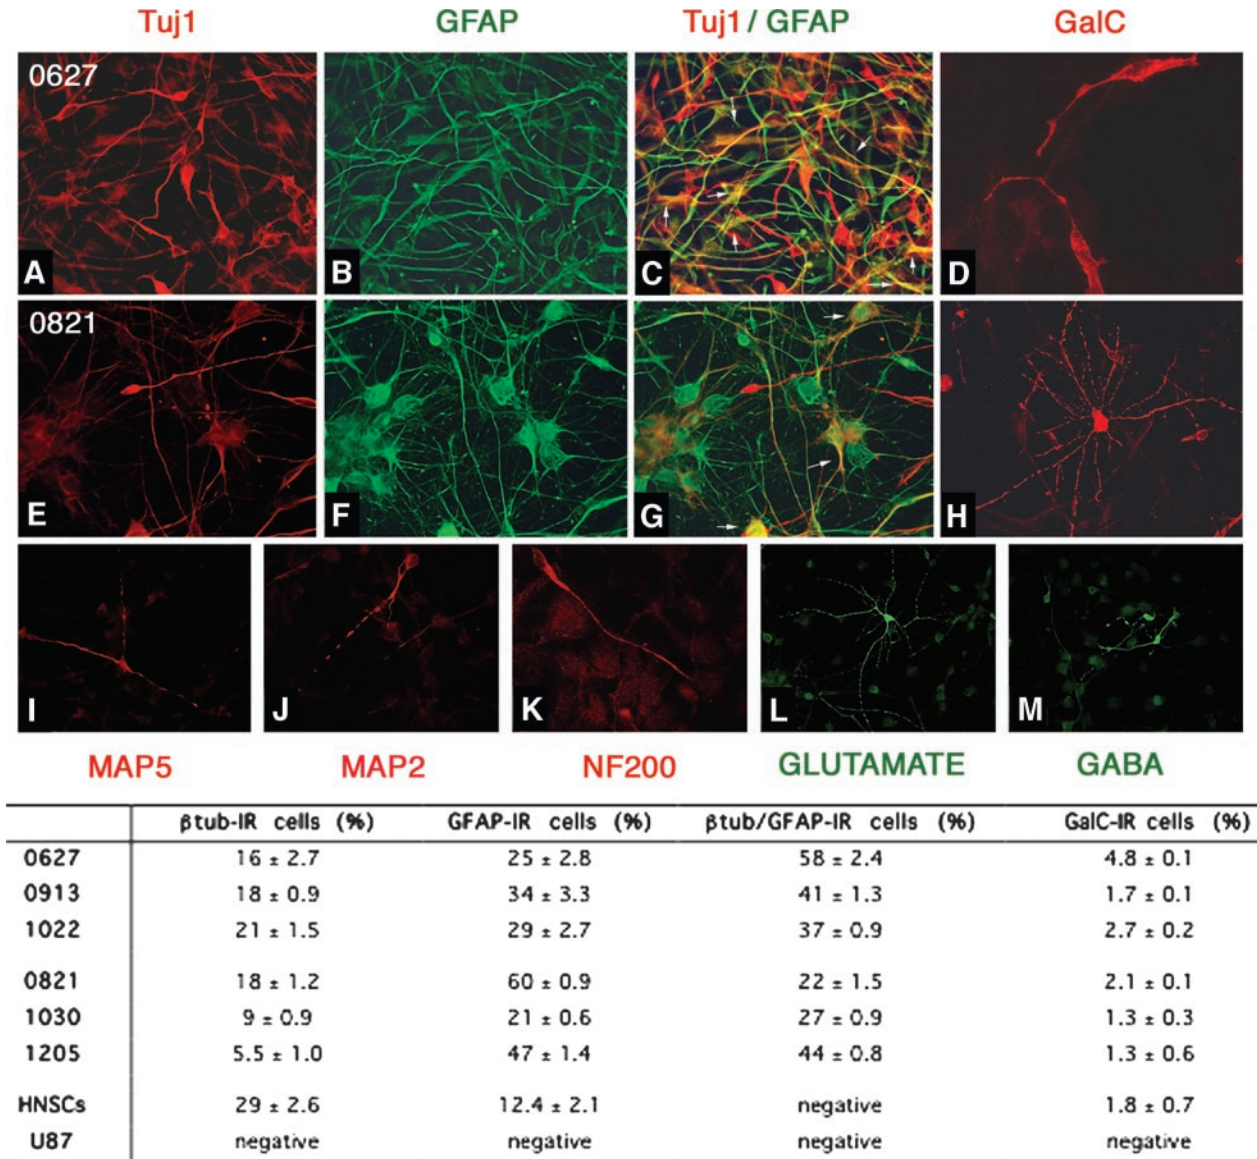 Tuj1 GFAP Tuj1 / GFAP GalC
0627
A B C D
0821
E F G H
I J K L M
MAP5 MAP2 NF200 GLUTAMATE GABA
βtub-IR cells (%) GFAP-IR cells (%) βtub/GFAP-IR cells (%) GalC-IR cells (%)
0627 16 ± 2.7 25 ± 2.8 58 ± 2.4 4.8 ± 0.1
0913 18 ± 0.9 34 ± 3.3 41 ± 1.3 1.7 ± 0.1
1022 21 ± 1.5 29 ± 2.7 37 ± 0.9 2.7 ± 0.2
0821 18 ± 1.2 60 ± 0.9 22 ± 1.5 2.1 ± 0.1
1030 9 ± 0.9 21 ± 0.6 27 ± 0.9 1.3 ± 0.3
1205 5.5 ± 1.0 47 ± 1.4 44 ± 0.8 1.3 ± 0.6
HNSCs 29 ± 2.6 12.4 ± 2.1 negative 1.8 ± 0.7
U87 negative negative negative negative